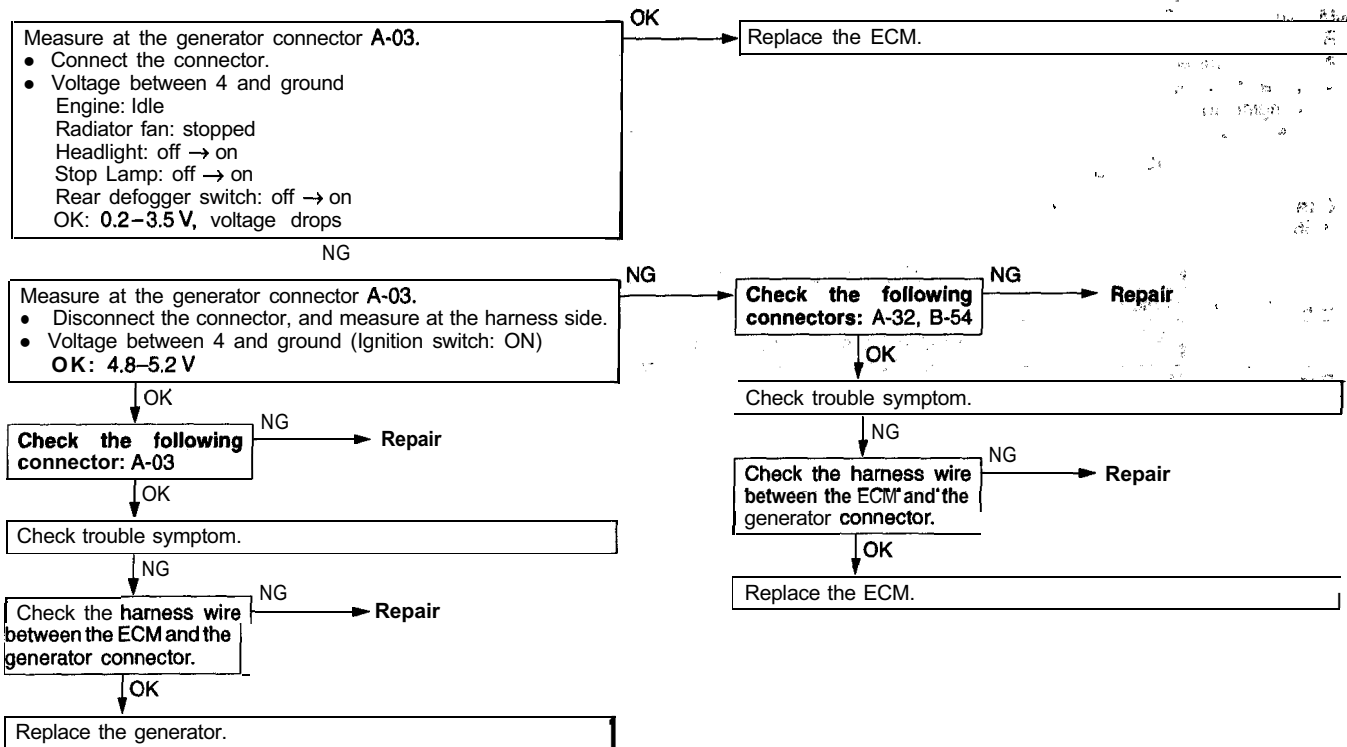 OK
Measure at the generator connector A-03.
● Connect the connector.
● Voltage between 4 and ground
Engine: Idle
Radiator fan: stopped
Headlight: off → on
Stop Lamp: off → on
Rear defogger switch: off → on
OK: 0.2–3.5 V, voltage drops
Replace the ECM.
NG
Measure at the generator connector A-03.
● Disconnect the connector, and measure at the harness side.
● Voltage between 4 and ground (Ignition switch: ON)
OK: 4.8–5.2 V
NG
Check the following
connectors: A-32, B-54
NG
Repair
OK
Check trouble symptom.
NG
Check the harness wire
between the ECM and the
generator connector.
NG
Repair
OK
Replace the ECM.
OK
Check the following
connector: A-03
NG
Repair
OK
Check trouble symptom.
NG
Check the harness wire
between the ECM and the
generator connector.
NG
Repair
OK
Replace the generator.